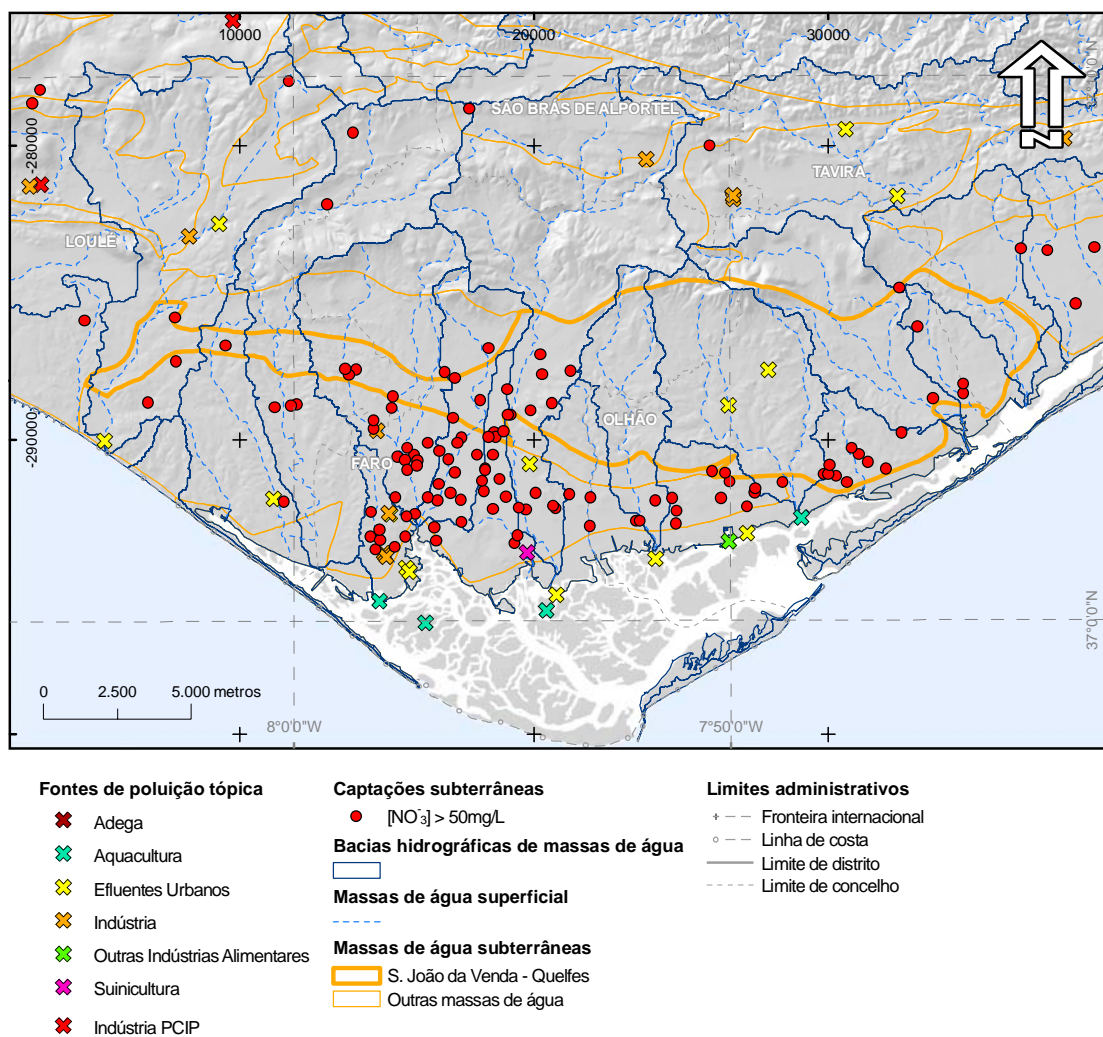 10000
20000
30000
-280000
-290000
SÃO BRÁS DE ALPORTEL
TAVIRA
LOULÉ
OLHÃO
FARO
N
37°0'0"N
0
2.500
5.000 metros
8°0'0"W
7°50'0"W
Fontes de poluição tópica
Adega
Aquacultura
Efluentes Urbanos
Indústria
Outras Indústrias Alimentares
Suinicultura
Indústria PCIP
Captações subterrâneas
[NO⁻₃] > 50mg/L
Bacias hidrográficas de massas de água
Massas de água superficial
Massas de água subterrâneas
S. João da Venda - Quelfes
Outras massas de água
Limites administrativos
Fronteira internacional
Linha de costa
Limite de distrito
Limite de concelho